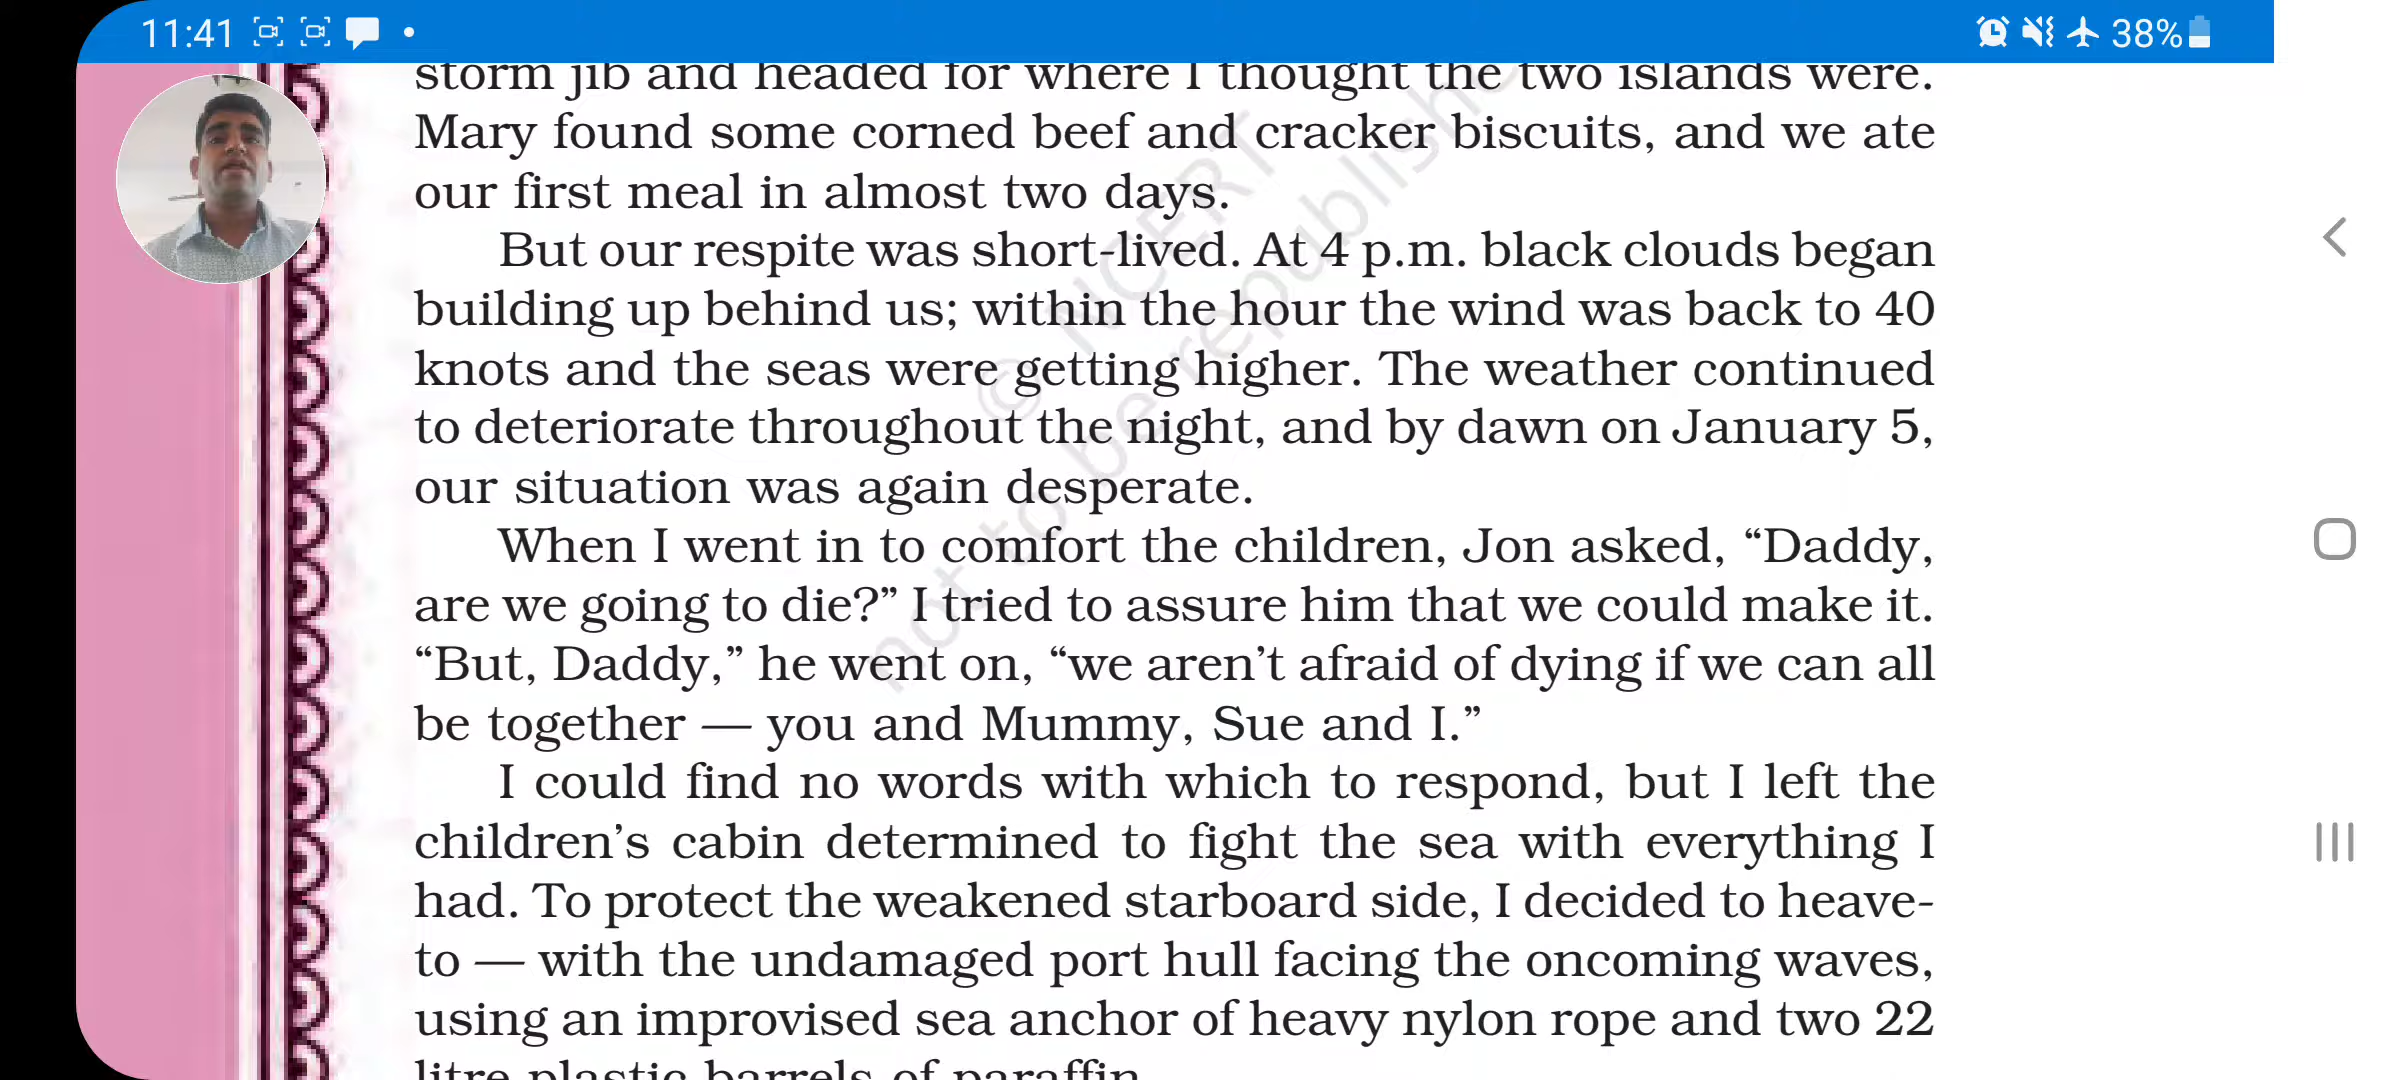 11:41
38%
storm jib and headed for where I thought the two islands were.
Mary found some corned beef and cracker biscuits, and we ate
our first meal in almost two days.
But our respite was short-lived. At 4 p.m. black clouds began
building up behind us; within the hour the wind was back to 40
knots and the seas were getting higher. The weather continued
to deteriorate throughout the night, and by dawn on January 5,
our situation was again desperate.
When I went in to comfort the children, Jon asked, “Daddy,
are we going to die?” I tried to assure him that we could make it.
“But, Daddy,” he went on, “we aren’t afraid of dying if we can all
be together — you and Mummy, Sue and I.”
I could find no words with which to respond, but I left the
children’s cabin determined to fight the sea with everything I
had. To protect the weakened starboard side, I decided to heave-
to — with the undamaged port hull facing the oncoming waves,
using an improvised sea anchor of heavy nylon rope and two 22
litre plastic barrels of paraffin.
© NCERT
not to be republishe